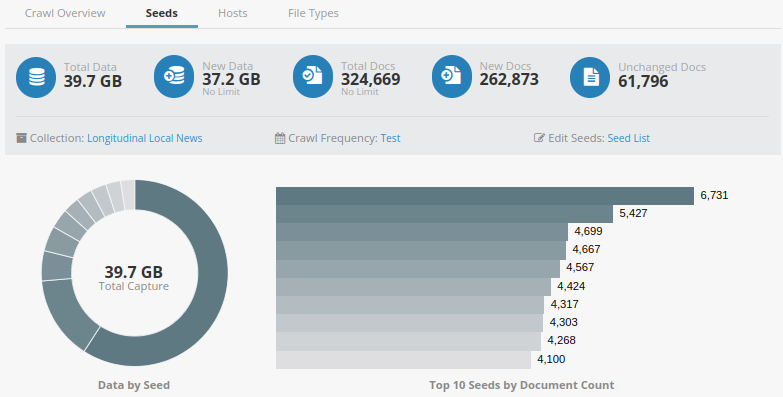 Crawl Overview Seeds Hosts File Types
Total Data
39.7 GB
New Data
37.2 GB
No Limit
Total Docs
324,669
No Limit
New Docs
262,873
Unchanged Docs
61,796
Collection: Longitudinal Local News
Crawl Frequency: Test
Edit Seeds: Seed List
39.7 GB
Total Capture
Data by Seed
6,731
5,427
4,699
4,667
4,567
4,424
4,317
4,303
4,268
4,100
Top 10 Seeds by Document Count